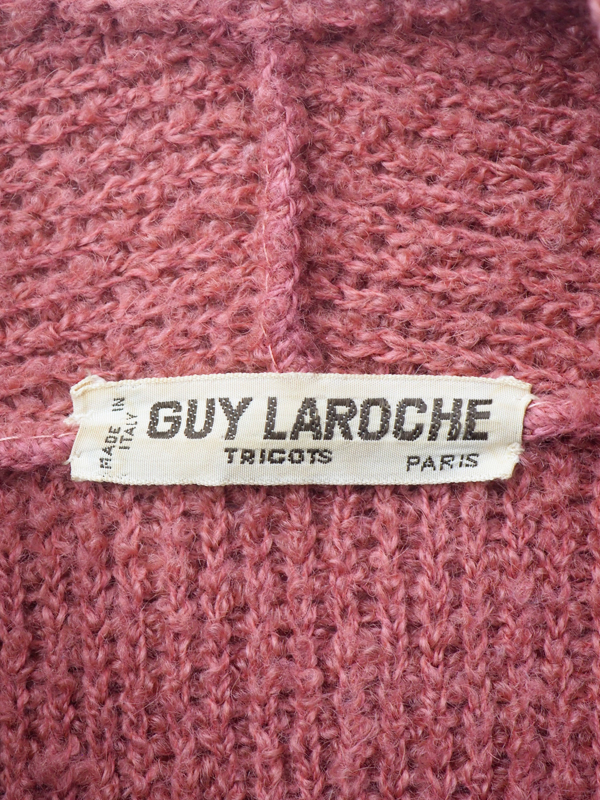 MADE IN
ITALY
GUY LAROCHE
TRICOTS
PARIS